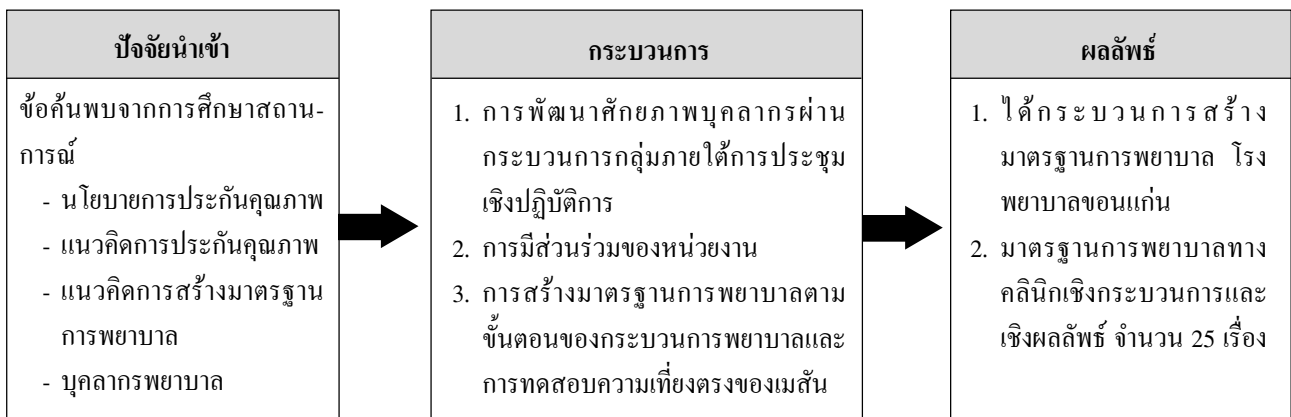 ปัจจัยนำเข้า
ข้อค้นพบจากการศึกษาสถาน-
การณ์
- นโยบายการประกันคุณภาพ
- แนวคิดการประกันคุณภาพ
- แนวคิดการสร้างมาตรฐาน
การพยาบาล
- บุคลากรพยาบาล
กระบวนการ
1. การพัฒนาศักยภาพบุคลากรผ่าน
กระบวนการกลุ่มภายใต้การประชุม
เชิงปฏิบัติการ
2. การมีส่วนร่วมของหน่วยงาน
3. การสร้างมาตรฐานการพยาบาลตาม
ขั้นตอนของกระบวนการพยาบาลและ
การทดสอบความเที่ยงตรงของเมสัน
ผลลัพธ์
1. ได้กระบวนการสร้าง
มาตรฐานการพยาบาล โรง
พยาบาลขอนแก่น
2. มาตรฐานการพยาบาลทาง
คลินิกเชิงกระบวนการและ
เชิงผลลัพธ์ จำนวน 25 เรื่อง